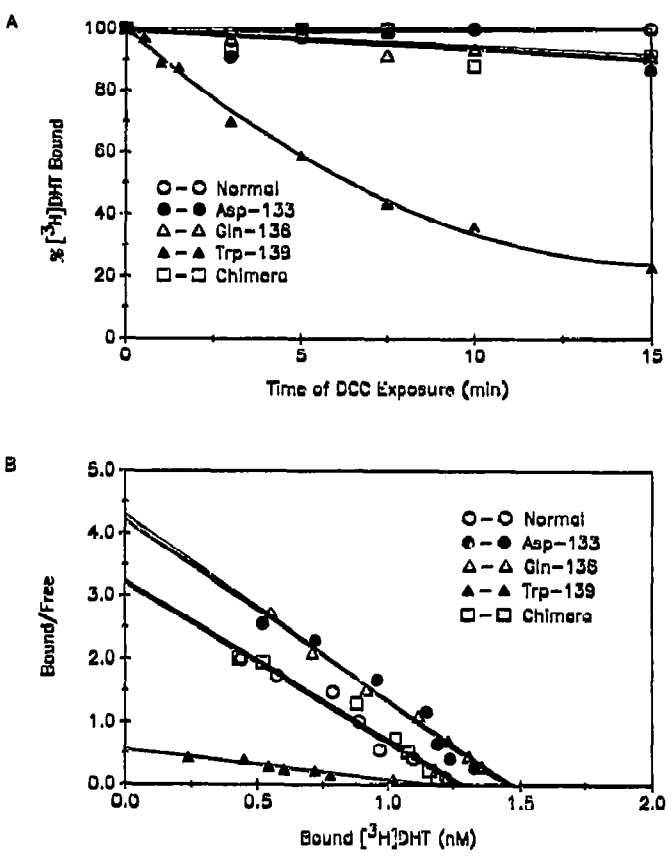 A
100
80
60
40
20
0
% [³H]DHT Bound
Normal
Asp-133
Gln-136
Trp-139
Chimera
0 5 10 15
Time of DCC Exposure (min)
B
5.0
4.0
3.0
2.0
1.0
0.0
Bound/Free
Normal
Asp-133
Gln-136
Trp-139
Chimera
0.0 0.5 1.0 1.5 2.0
Bound [³H]DHT (nM)